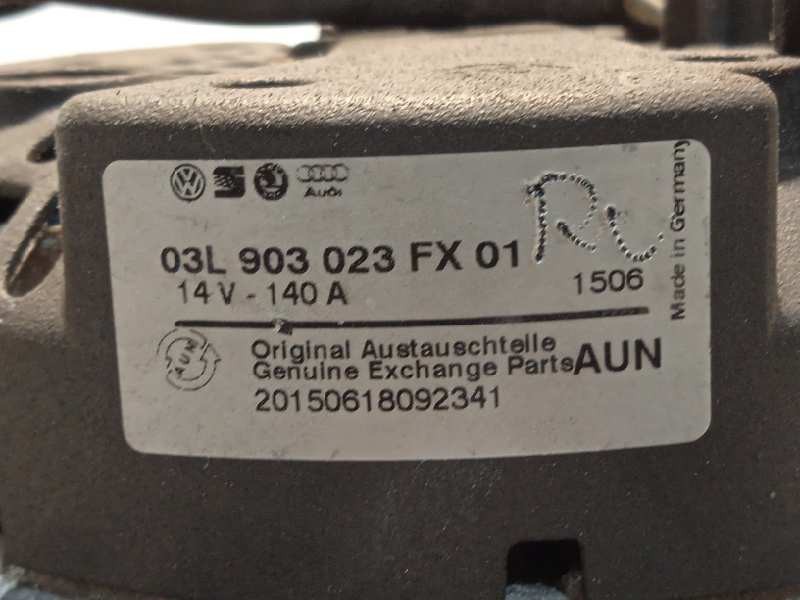 Audi
03L 903 023 FX 01
14 V - 140 A
1506
Made in Germany
AUN
Original Austauschteile
Genuine Exchange Parts AUN
20150618092341